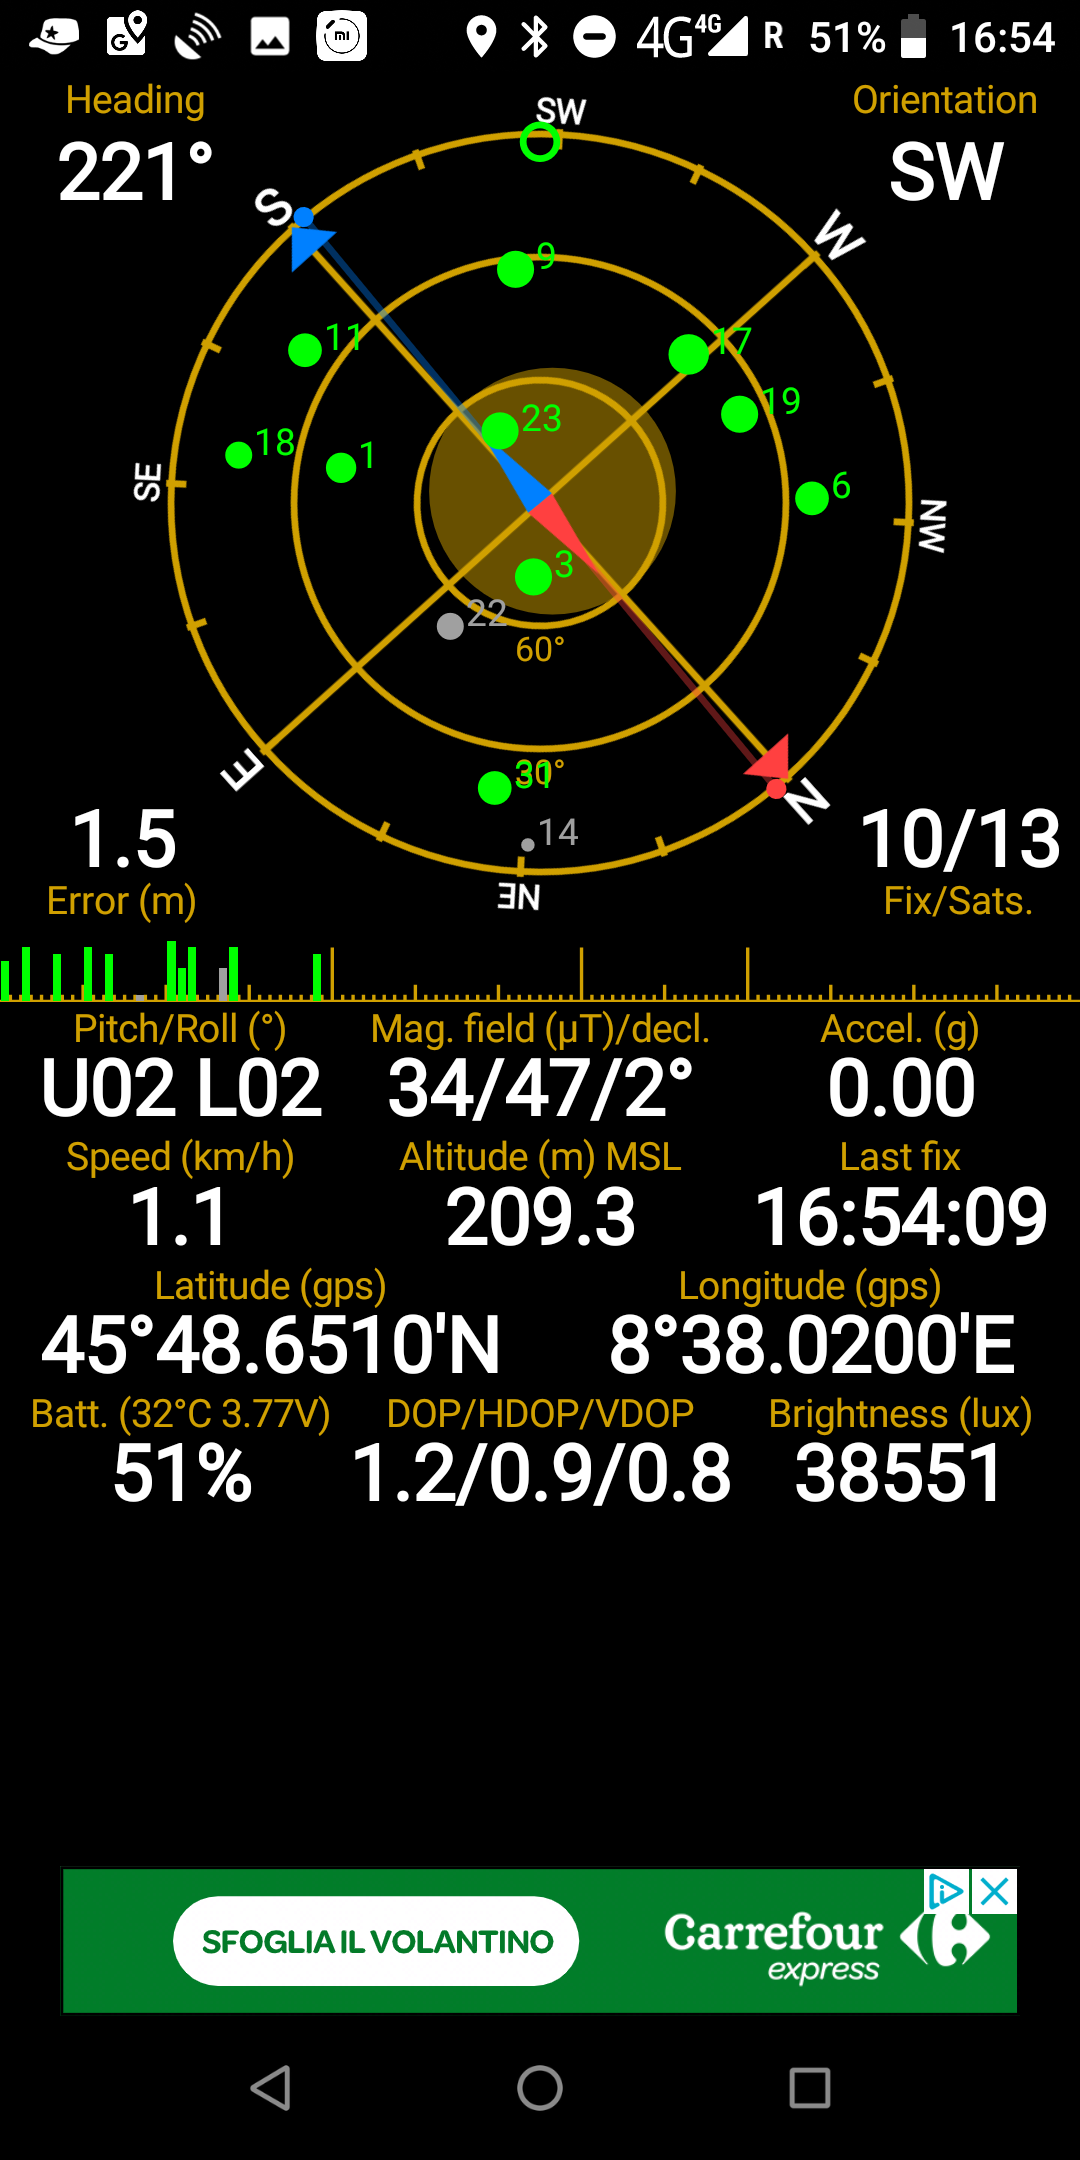 4G 4G R 51% 16:54
Heading
Orientation
221°
SW
SW
S
W
9
11
17
19
23
18
1
6
SE
NW
3
22
60°
E
31
30°
N
14
1.5
10/13
Error (m)
NE
Fix/Sats.
Pitch/Roll (°) Mag. field (µT)/decl. Accel. (g)
U02 L02 34/47/2° 0.00
Speed (km/h) Altitude (m) MSL Last fix
1.1 209.3 16:54:09
Latitude (gps) Longitude (gps)
45°48.6510'N 8°38.0200'E
Batt. (32°C 3.77V) DOP/HDOP/VDOP Brightness (lux)
51% 1.2/0.9/0.8 38551
SFOGLIA IL VOLANTINO
Carrefour
express